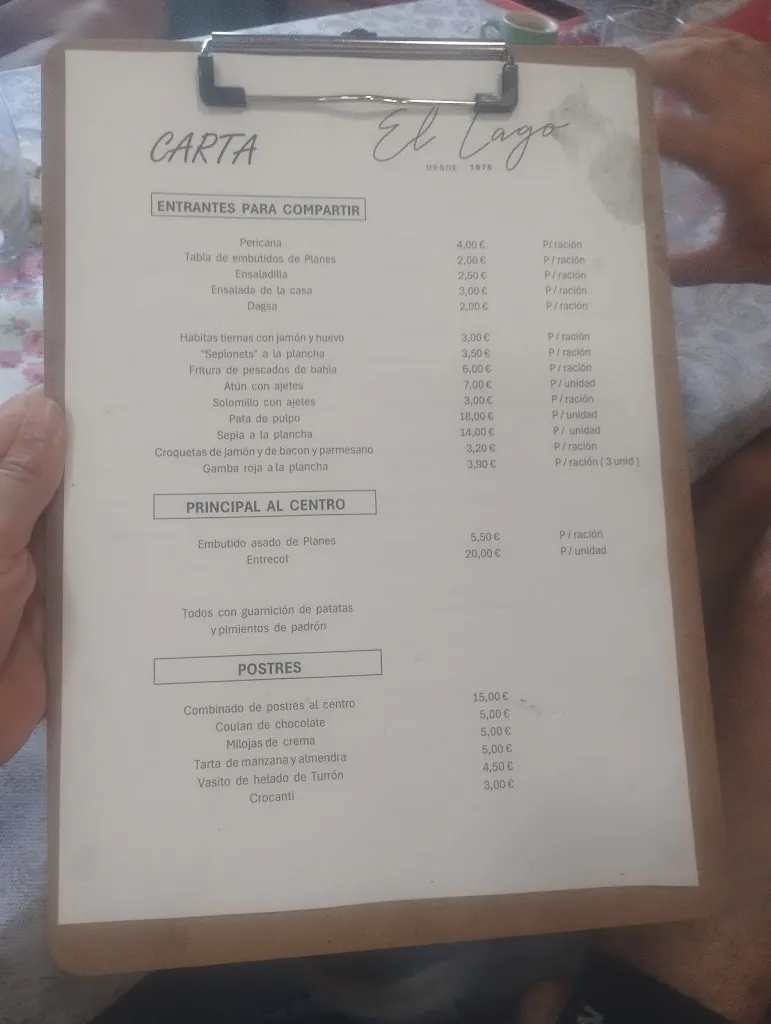 CARTA
El Lago
DESDE 1878
ENTRANTES PARA COMPARTIR
Pericana 4,00 € P/ ración
Tabla de embutidos de Planes 2,00 € P/ ración
Ensaladilla 2,50 € P/ ración
Ensalada de la casa 3,00 € P/ ración
Dagsa 2,00 € P/ ración
Habitas tiernas con jamón y huevo 3,00 € P/ ración
"Sepionets" a la plancha 3,50 € P/ ración
Fritura de pescados de bahia 6,00 € P/ ración
Atún con ajetes 7,00 € P/ unidad
Solomillo con ajetes 3,00 € P/ ración
Pata de pulpo 18,00 € P/ unidad
Sepia a la plancha 14,00 € P/ unidad
Croquetas de jamón y de bacon y parmesano 3,20 € P/ ración
Gamba roja a la plancha 3,90 € P/ ración ( 3 unid )
PRINCIPAL AL CENTRO
Embutido asado de Planes 5,50 € P/ ración
Entrecot 20,00 € P/ unidad
Todos con guarnición de patatas
y pimientos de padrón
POSTRES
Combinado de postres al centro 15,00 €
Coulan de chocolate 5,00 €
Milojas de crema 5,00 €
Tarta de manzana y almendra 5,00 €
Vasito de helado de Turrón 4,50 €
Crocanti 3,00 €